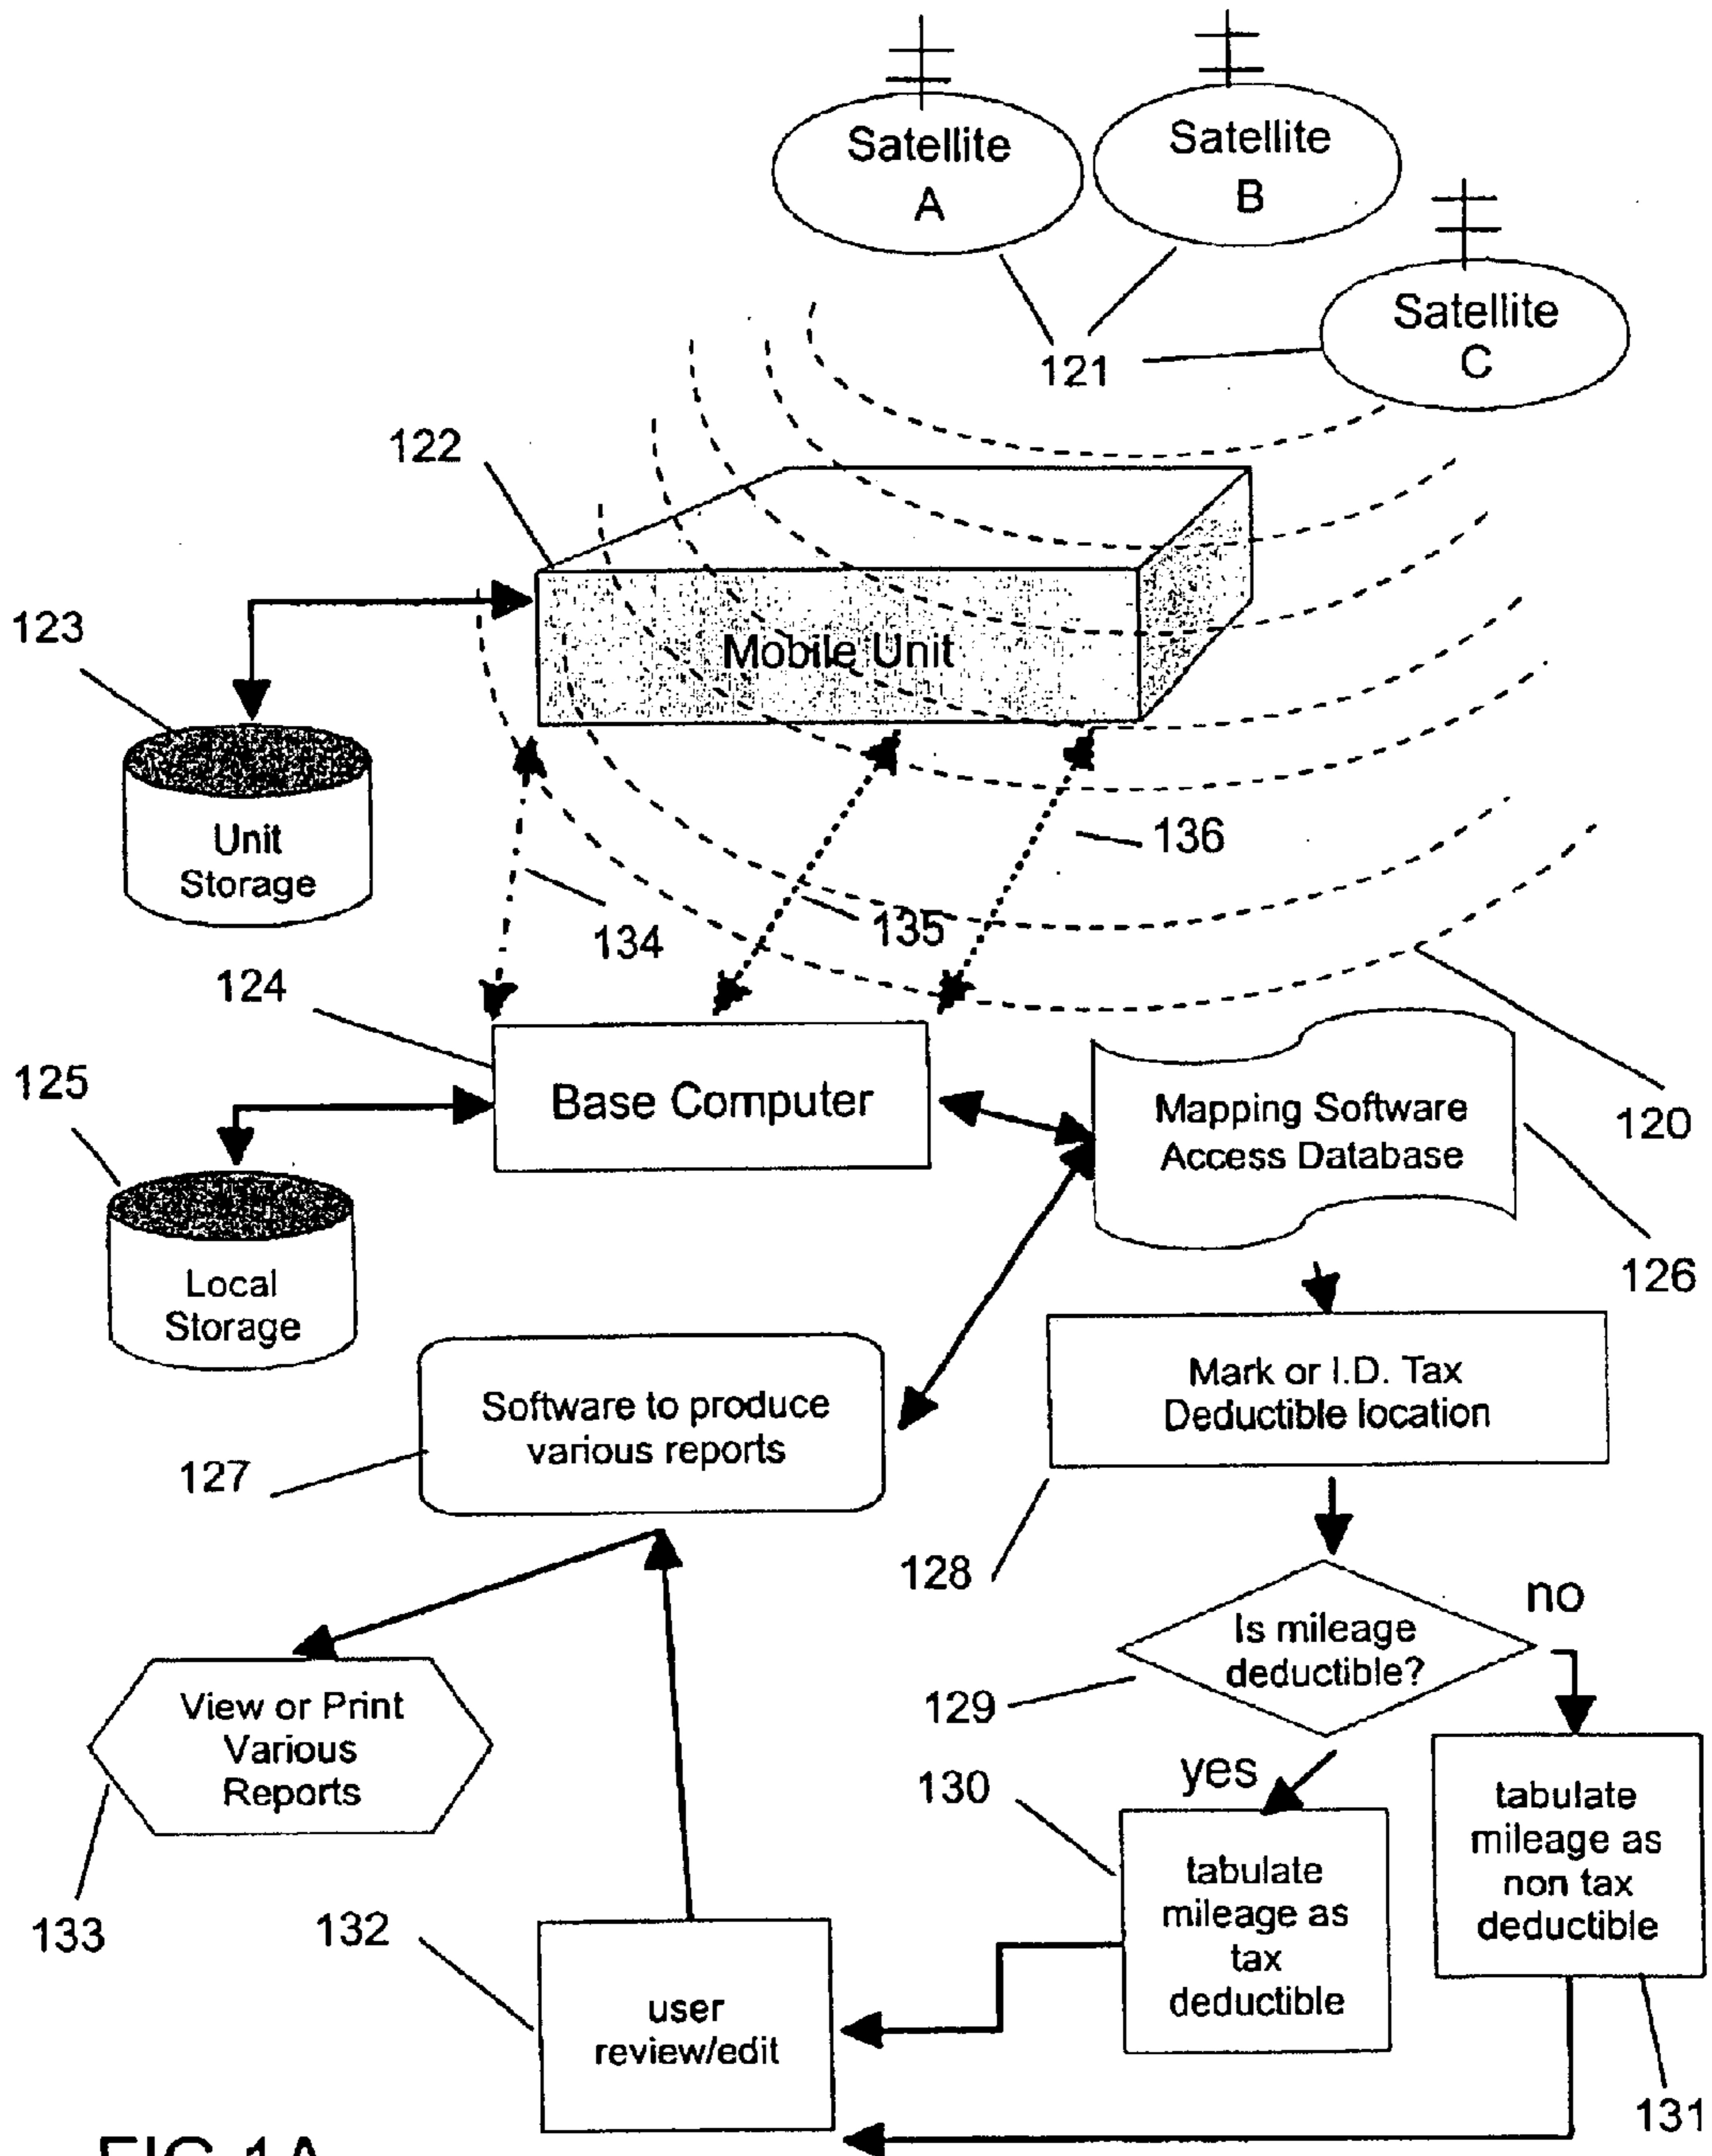 Satellite
A
Satellite
B
Satellite
C
121
122
Mobile Unit
123
Unit
Storage
136
134
135
124
Base Computer
Mapping Software
Access Database
120
125
Local
Storage
126
Mark or I.D. Tax
Deductible location
Software to produce
various reports
127
128
Is mileage
deductible?
no
129
View or Print
Various
Reports
yes
130
tabulate
mileage as
non tax
deductible
tabulate
mileage as
tax
deductible
133
132
user
review/edit
131
FIG 1A